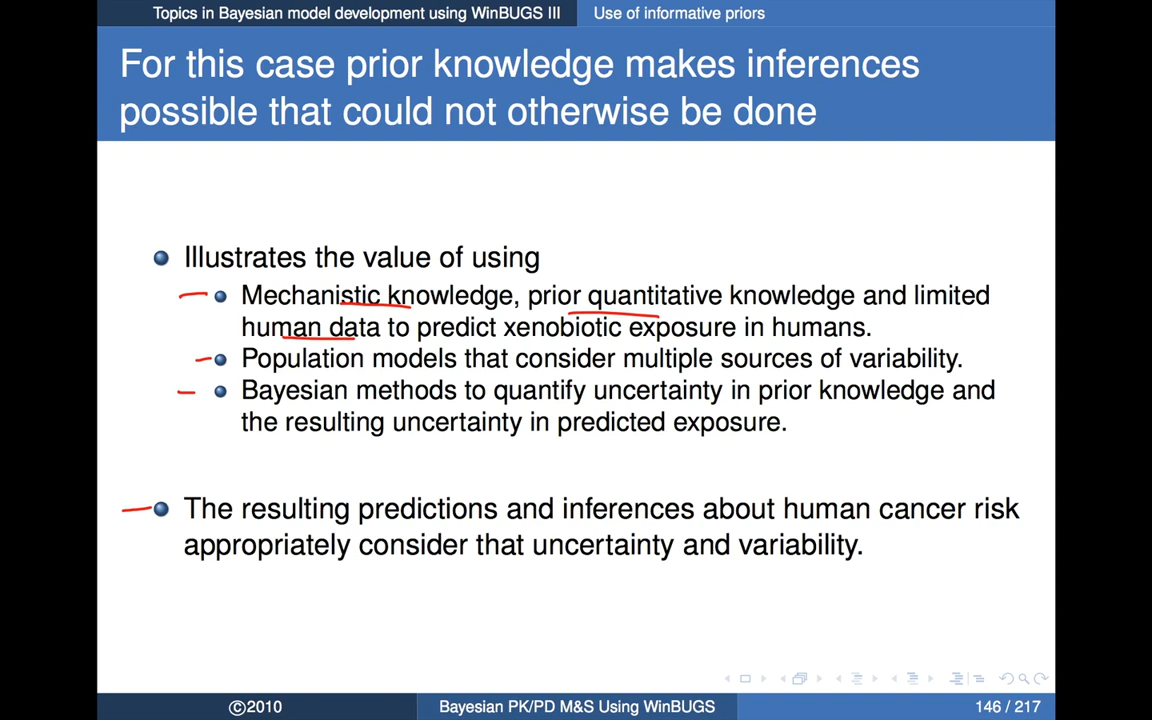 Topics in Bayesian model development using WinBUGS III Use of informative priors
For this case prior knowledge makes inferences
possible that could not otherwise be done
Illustrates the value of using
Mechanistic knowledge, prior quantitative knowledge and limited
human data to predict xenobiotic exposure in humans.
Population models that consider multiple sources of variability.
Bayesian methods to quantify uncertainty in prior knowledge and
the resulting uncertainty in predicted exposure.
The resulting predictions and inferences about human cancer risk
appropriately consider that uncertainty and variability.
©2010 Bayesian PK/PD M&S Using WinBUGS 146 / 217